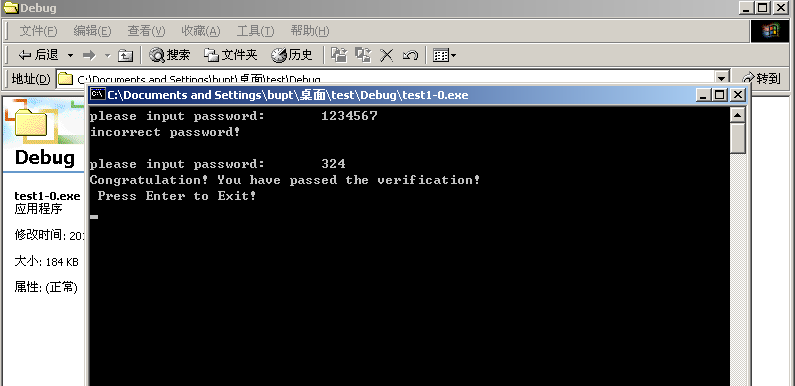 Debug
文件(F) 编辑(E) 查看(V) 收藏(A) 工具(T) 帮助(H)
后退 搜索 文件夹 历史
地址(D) C:\Documents and Settings\bupt\桌面\test\Debug 转到
C:\Documents and Settings\bupt\桌面\test\Debug\test1-0.exe
please input password: 1234567
incorrect password!
please input password: 324
Congratulation! You have passed the verification!
Press Enter to Exit!
Debug
test1-0.exe
应用程序
修改时间: 20
大小: 184 KB
属性: (正常)